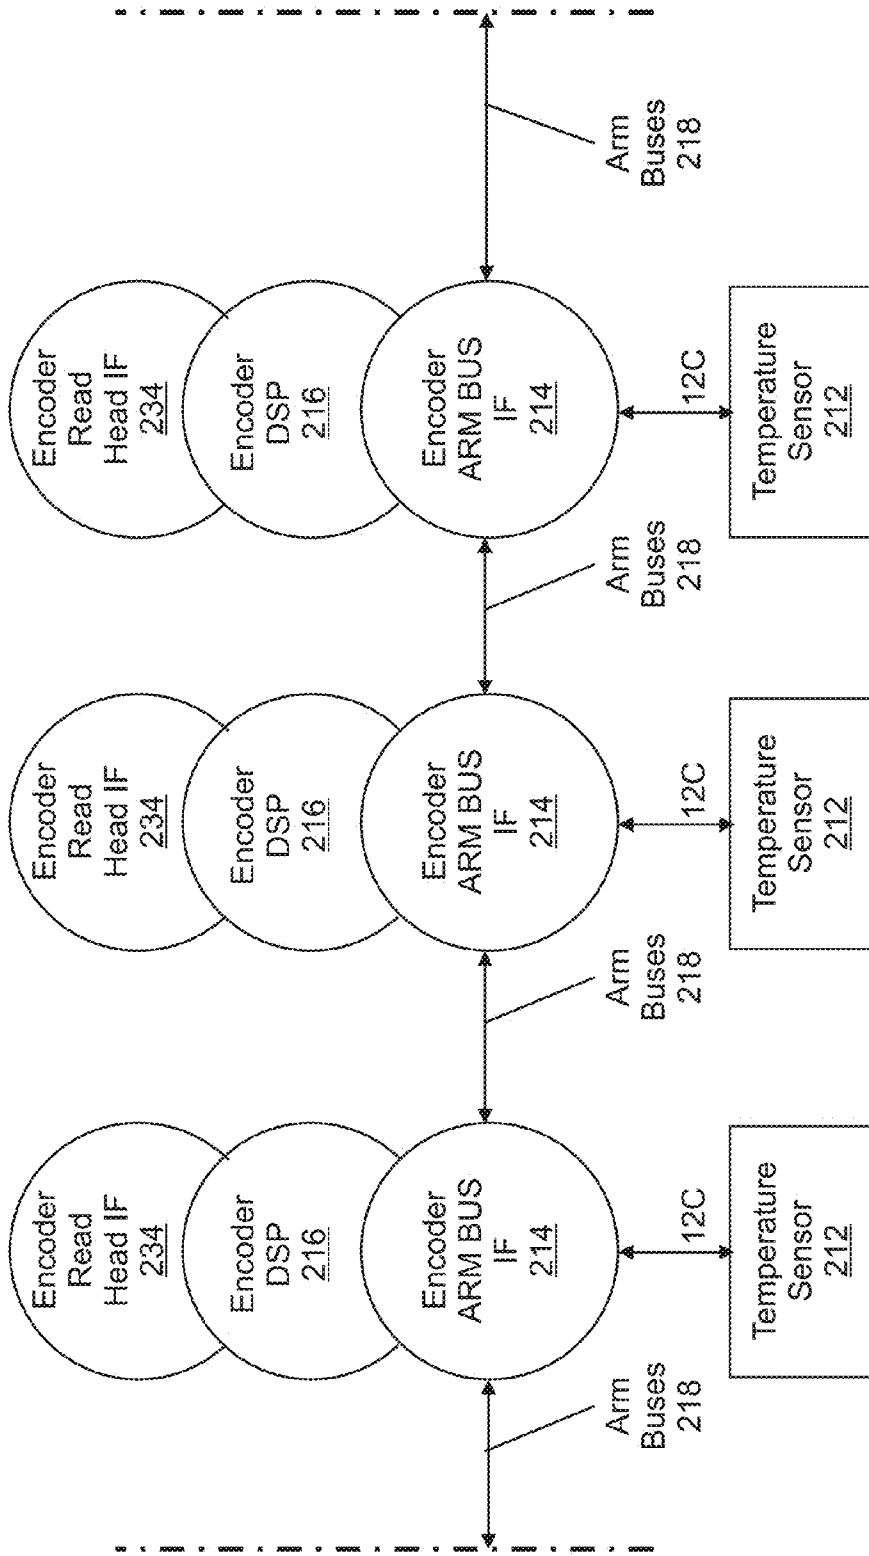 Encoder
Read
Head IF
234
Encoder
Read
Head IF
234
Encoder
Read
Head IF
234
Encoder
DSP
216
Encoder
DSP
216
Encoder
DSP
216
Encoder
ARM BUS
IF
214
Encoder
ARM BUS
IF
214
Encoder
ARM BUS
IF
214
Arm
Buses
218
12C
Arm
Buses
218
12C
Arm
Buses
218
12C
Arm
Buses
218
Temperature
Sensor
212
Temperature
Sensor
212
Temperature
Sensor
212